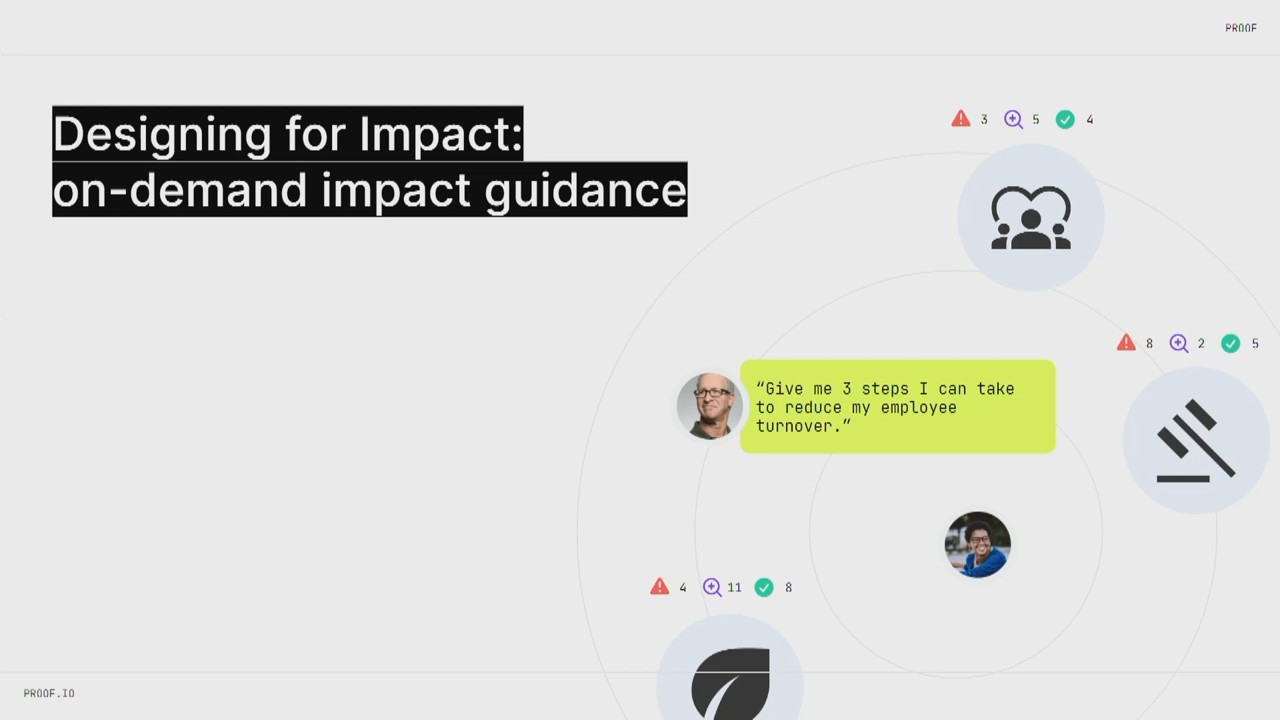 PROOF
Designing for Impact:
on-demand impact guidance
3 5 4
8 2 5
“Give me 3 steps I can take
to reduce my employee
turnover.”
4 11 8
PROOF.IO